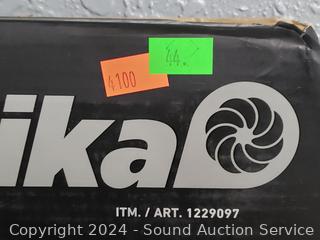 44
4100
ika
ITM. / ART. 1229097
Copyright 2024 - Sound Auction Service